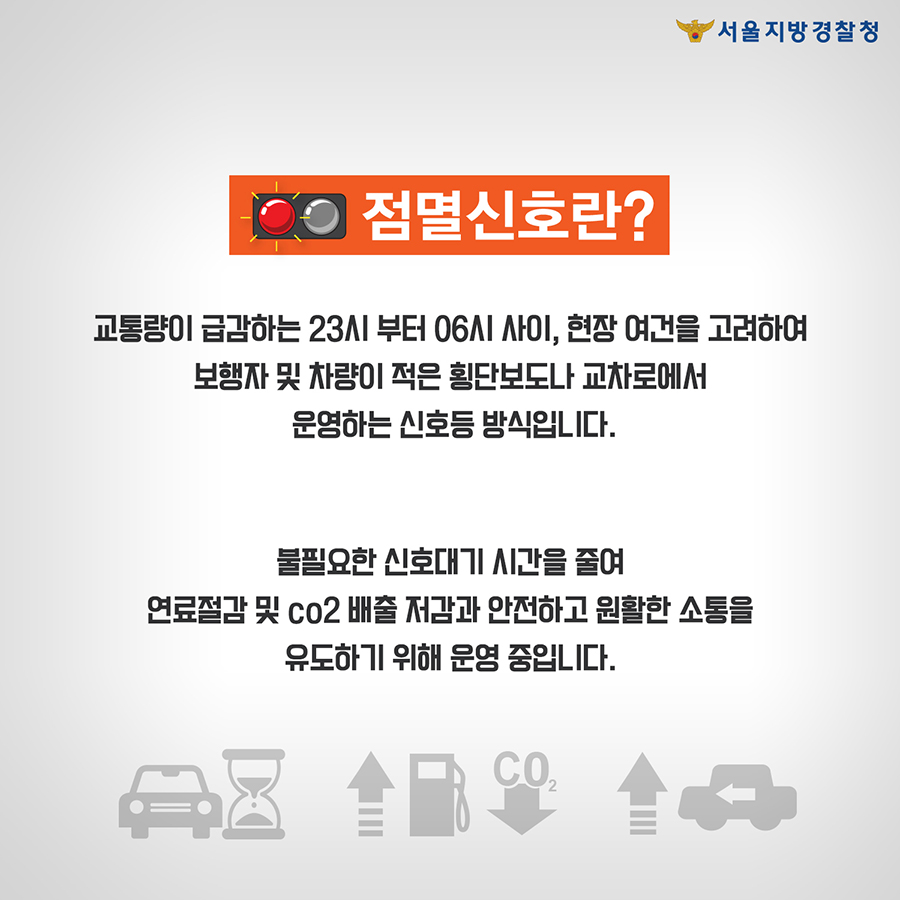 서울지방경찰청
점멸신호란?
교통량이 급감하는 23시 부터 06시 사이, 현장 여건을 고려하여
보행자 및 차량이 적은 횡단보도나 교차로에서
운영하는 신호등 방식입니다.
불필요한 신호대기 시간을 줄여
연료절감 및 co2 배출 저감과 안전하고 원활한 소통을
유도하기 위해 운영 중입니다.
CO2